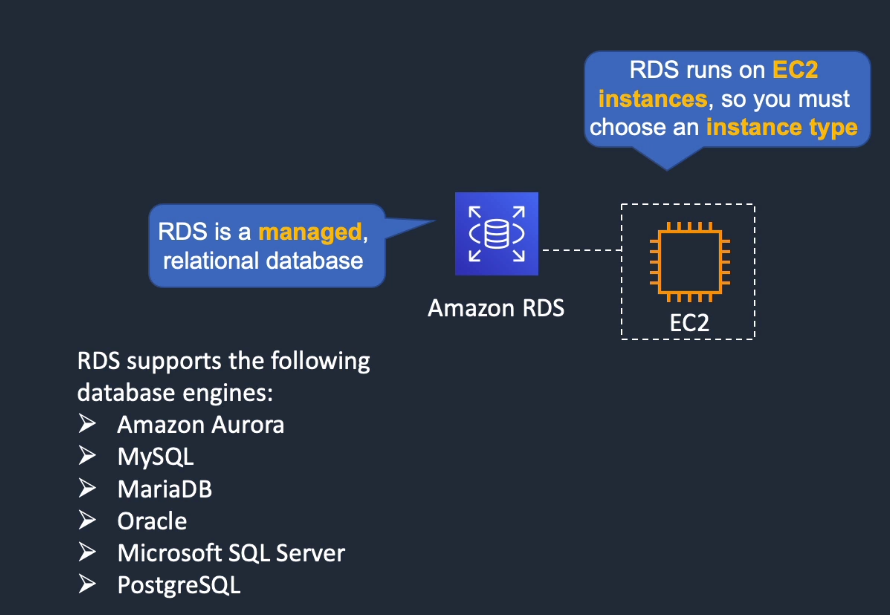 RDS runs on EC2
instances, so you must
choose an instance type
RDS is a managed,
relational database
Amazon RDS
EC2
RDS supports the following
database engines:
➢ Amazon Aurora
➢ MySQL
➢ MariaDB
➢ Oracle
➢ Microsoft SQL Server
➢ PostgreSQL